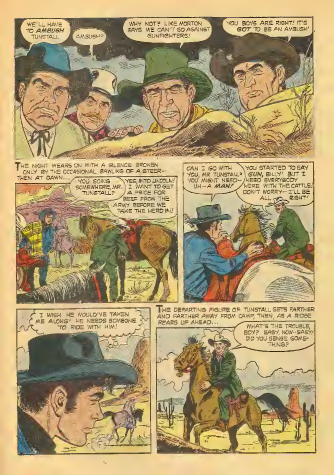 WE'LL HAVE
TO AMBUSH
TUNSTALL.
AMBUSH?
WHY NOT? LIKE MORTON
SAYS WE CAN'T GO AGAINST
GUNFIGHTERS!
YOU BOYS ARE RIGHT! IT'S
GOT TO BE AN AMBUSH!
THE NIGHT WEARS ON WITH A SILENCE BROKEN
ONLY BY THE OCCASIONAL BAWLING OF A STEER--
THEN AT DAWN...
YOU GOING
SOMEWHERE, MR.
TUNSTALL?
YES, INTO LINCOLN!
I WANT TO GET
A PRICE FOR
BEEF FROM THE
ARMY BEFORE WE
TAKE THE HERD IN!
CAN I GO WITH
YOU, MR. TUNSTALL?
YOU MIGHT NEED--
UH--A MAN!
YOU STARTED TO SAY
GUN, BILLY! BUT I
NEED EVERYBODY
HERE WITH THE CATTLE!
DON'T WORRY--I'LL BE
ALL RIGHT!
I WISH HE WOULD'VE TAKEN
ME ALONG! HE NEEDS SOMEONE
TO RIDE WITH HIM!
THE DEPARTING FIGURE OF TUNSTALL GETS FARTHER
AND FARTHER AWAY FROM CAMP, THEN, AS A RIDGE
REARS UP AHEAD...
WHAT'S THE TROUBLE,
BOY? EASY, NOW--EASY!
DID YOU SENSE SOME-
THING?